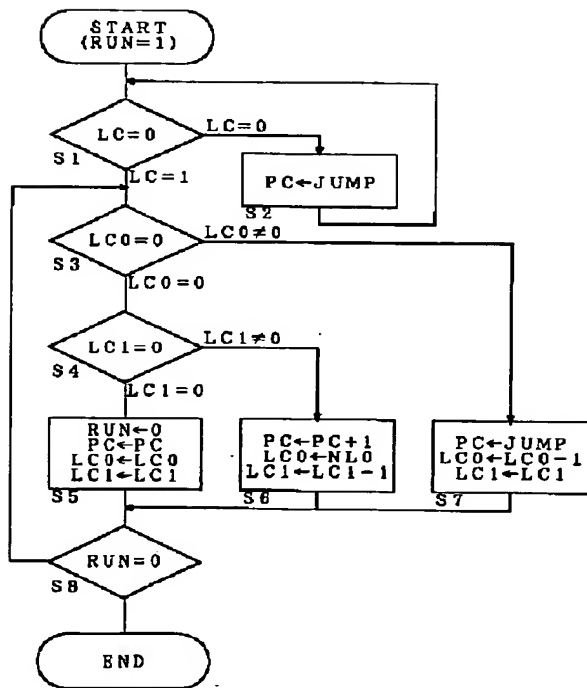 START
(RUN=1)
LC=0
LC=0
S1
LC=1
PC←JUMP
S2
LC0=0
LC0≠0
S3
LC0=0
LC1=0
LC1≠0
S4
LC1=0
RUN←0
PC←PC
LC0←LC0
LC1←LC1
S5
PC←PC+1
LC0←NL0
LC1←LC1-1
S6
PC←JUMP
LC0←LC0-1
LC1←LC1
S7
RUN=0
S8
END